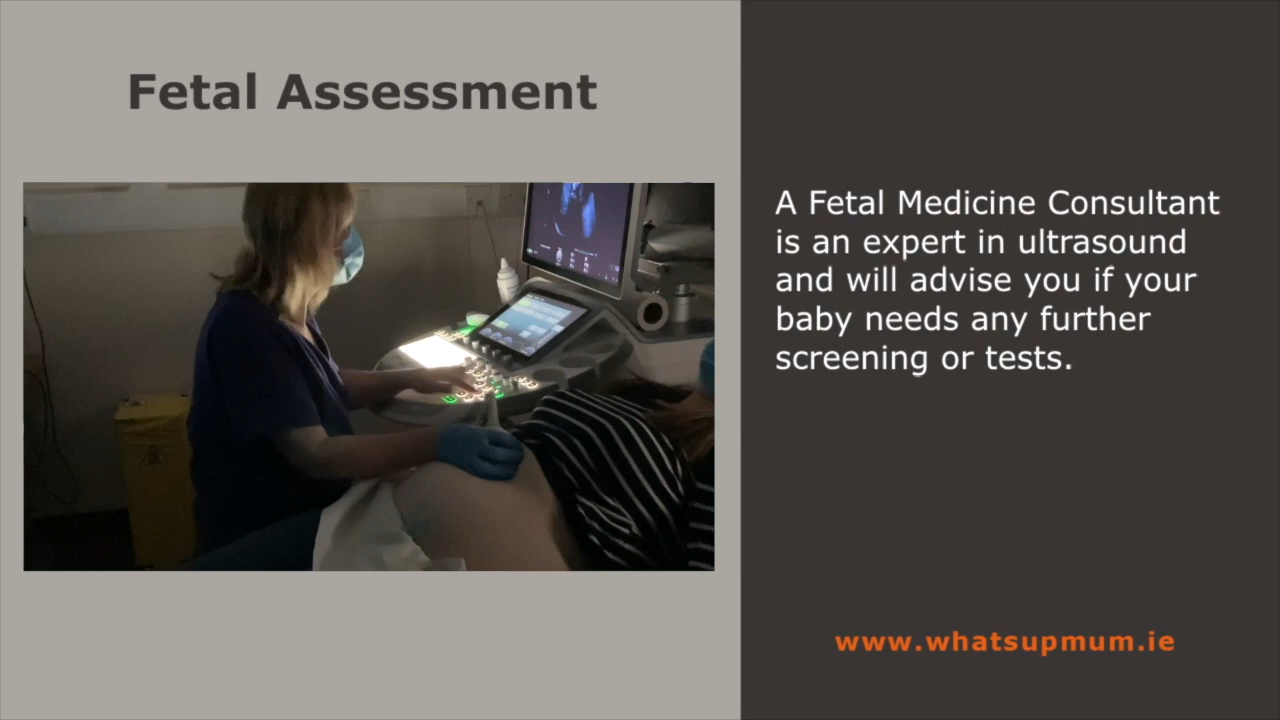 Fetal Assessment
A Fetal Medicine Consultant
is an expert in ultrasound
and will advise you if your
baby needs any further
screening or tests.
www.whatsupmum.ie